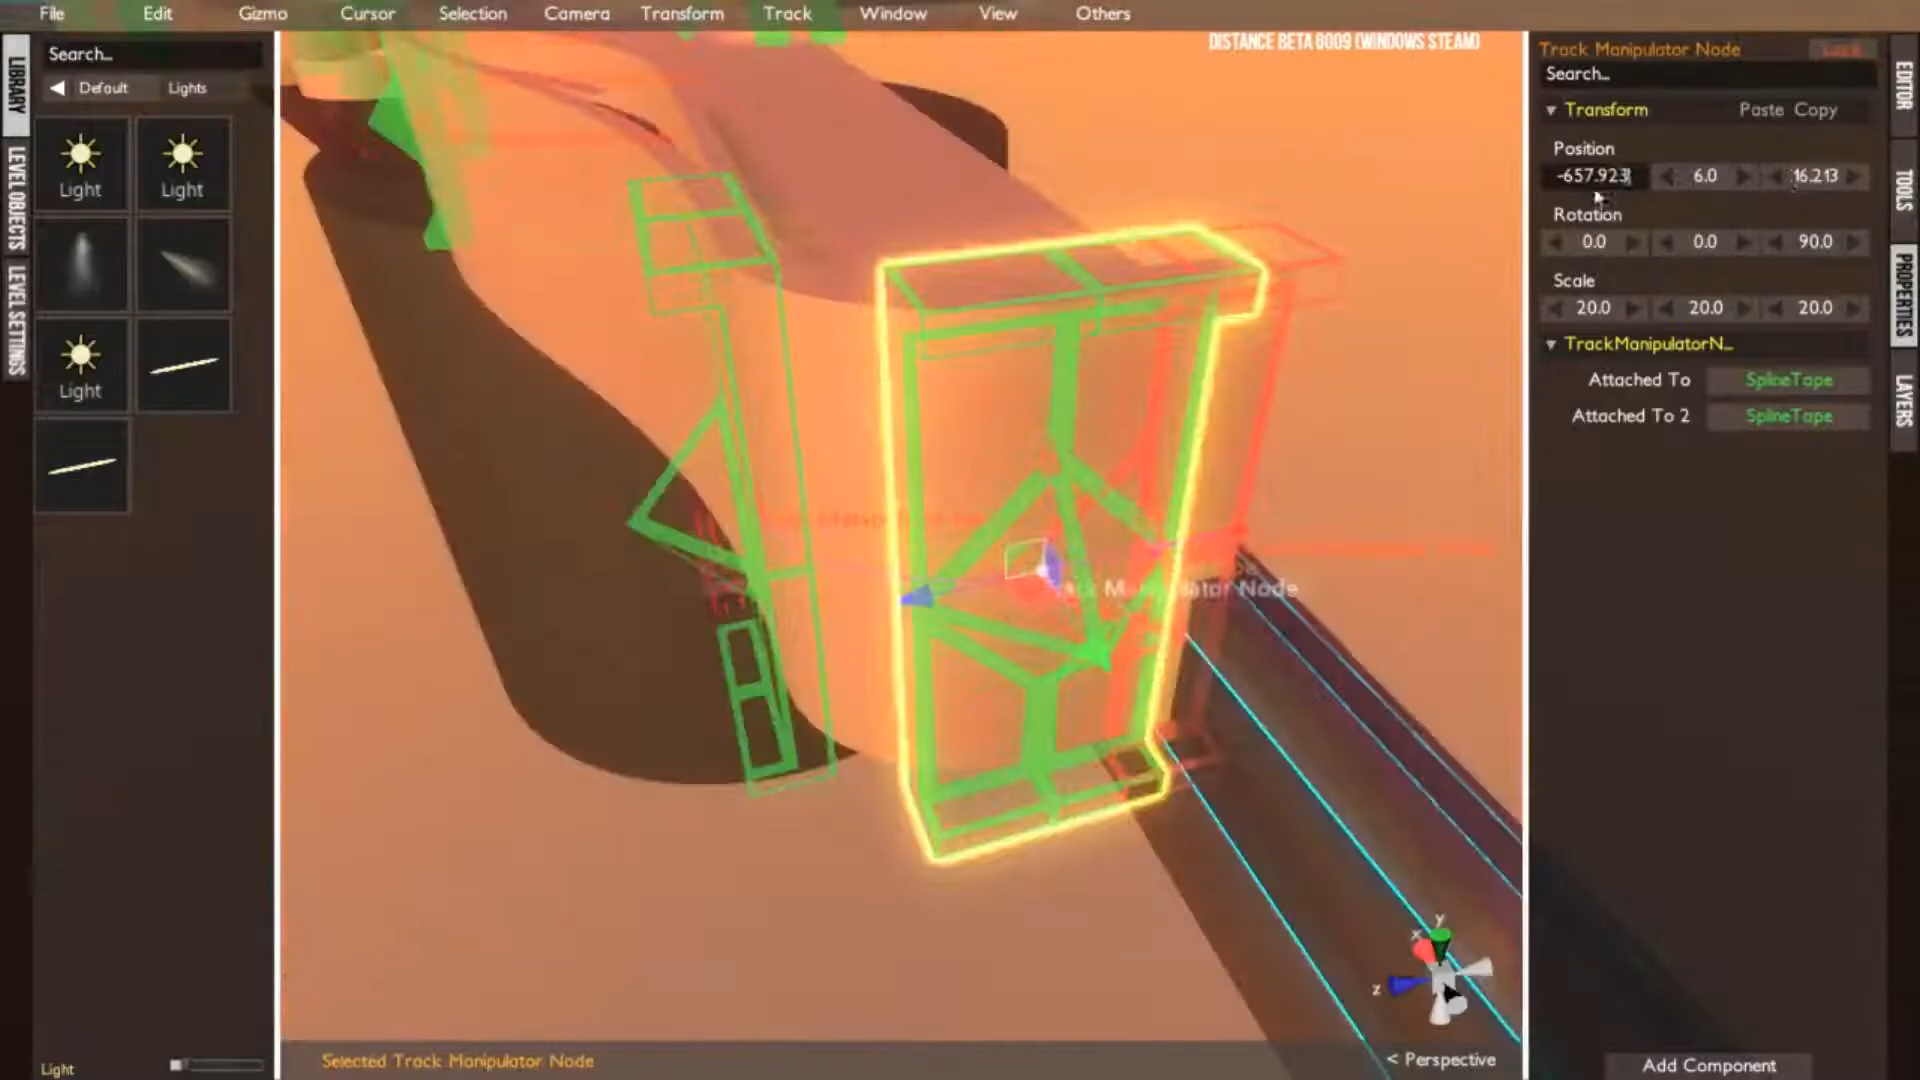 File Edit Gizmo Cursor Selection Camera Transform Track Window View Others
DISTANCE BETA 6009 (WINDOWS STEAM)
LIBRARY
LEVEL OBJECTS
LEVEL SETTINGS
Search...
Default Lights
Light Light
Light
Light
Track Manipulator Node
Search...
Transform Paste Copy
Position
-657.923 6.0 16.213
Rotation
0.0 0.0 90.0
Scale
20.0 20.0 20.0
TrackManipulatorN...
Attached To SplineTape
Attached To 2 SplineTape
EDITOR
TOOLS
PROPERTIES
LAYERS
Node
y
x
z
Selected Track Manipulator Node
< Perspective
Add Component